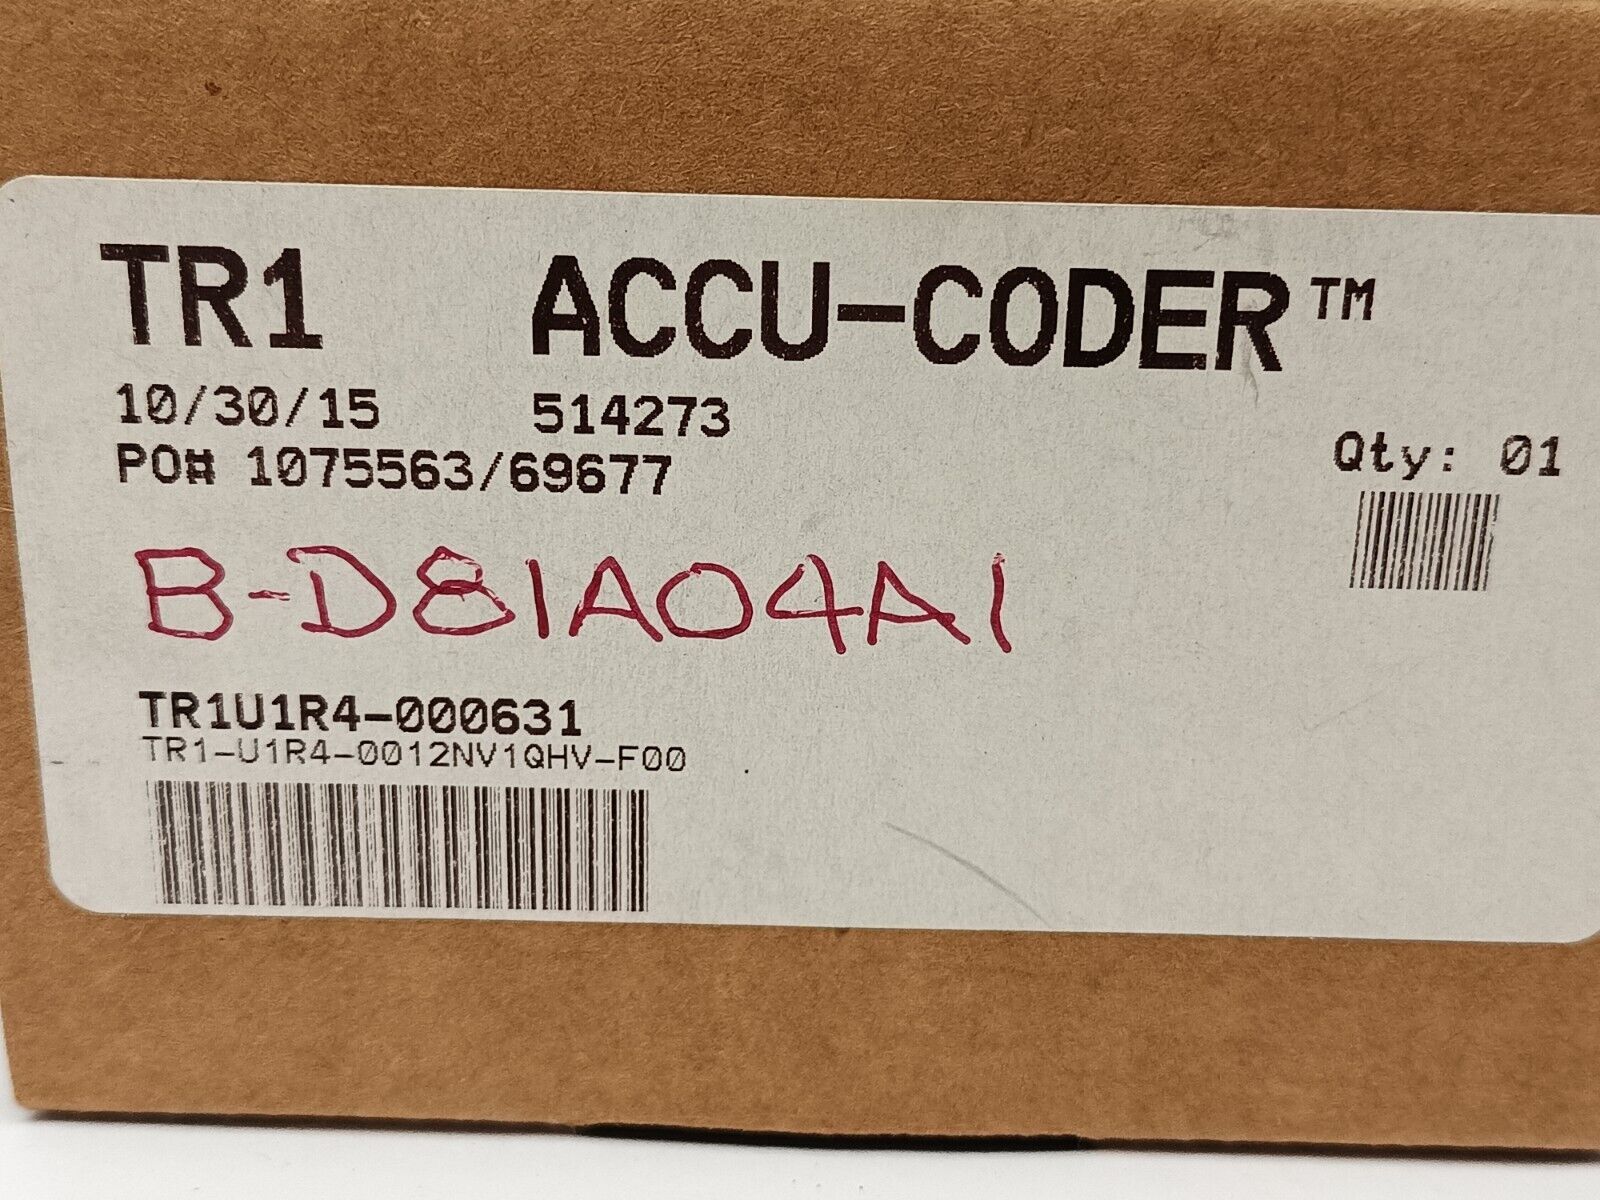 TR1 ACCU-CODER™
10/30/15 514273
PO# 1075563/69677
Qty: 01
B-D81A04A1
TR1U1R4-000631
TR1-U1R4-0012NV1QHV-F00